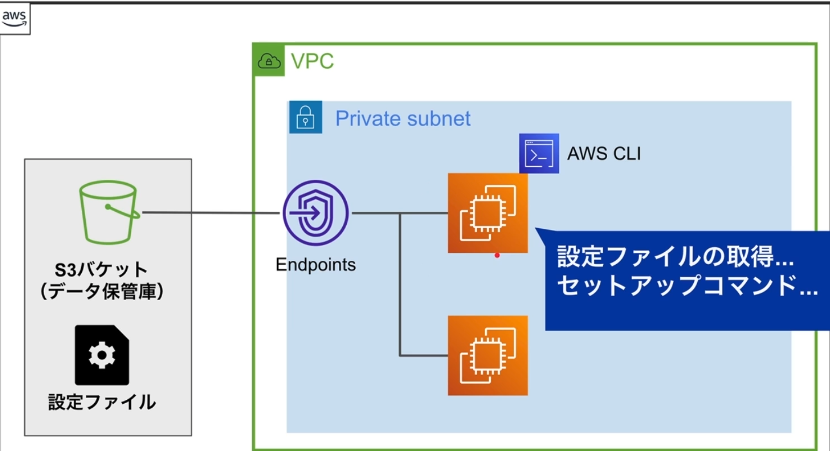 aws
VPC
Private subnet
AWS CLI
S3バケット
（データ保管庫）
設定ファイル
Endpoints
設定ファイルの取得...
セットアップコマンド...